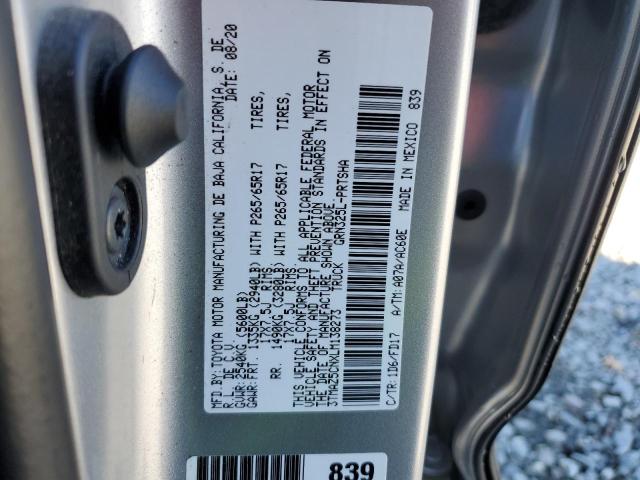 MFD.BY: TOYOTA MOTOR MANUFACTURING DE BAJA CALIFORNIA, S. DE
R.L. DE C.V. DATE: 08/20
GVWR: 2540KG (5600LB)
GAWR:FRT. 1335KG (2940LB) WITH P265/65R17 TIRES,
17X7.5J RIMS,
RR. 1490KG (3280LB) WITH P265/65R17 TIRES,
17X7.5J RIMS.
THIS VEHICLE CONFORMS TO ALL APPLICABLE FEDERAL MOTOR
VEHICLE SAFETY AND THEFT PREVENTION STANDARDS IN EFFECT ON
THE DATE OF MANUFACTURE SHOWN ABOVE.
3TMAZ5CNXLM138273 TRUCK GRN325L-PRTSHA
C/TR:1D6/FD17 A/TM:A07A/AC60E MADE IN MEXICO 839
839